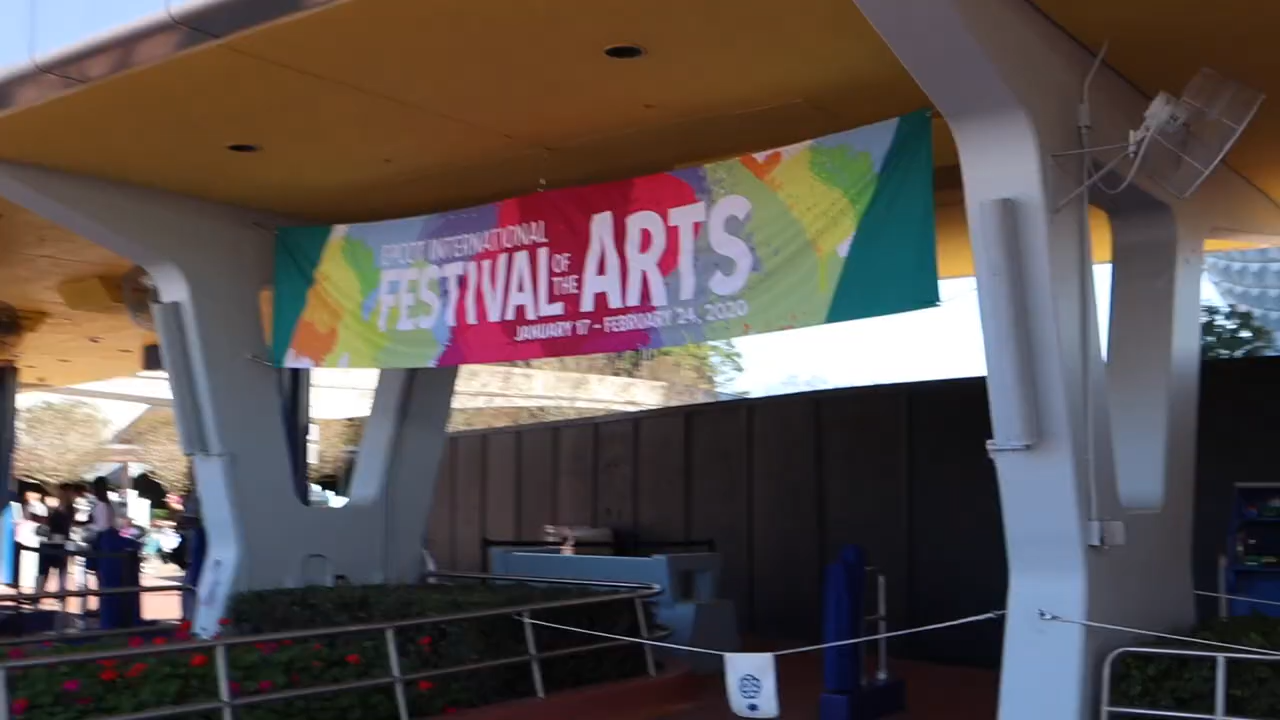 EPCOT INTERNATIONAL
FESTIVAL OF THE ARTS
JANUARY 17 - FEBRUARY 24, 2020